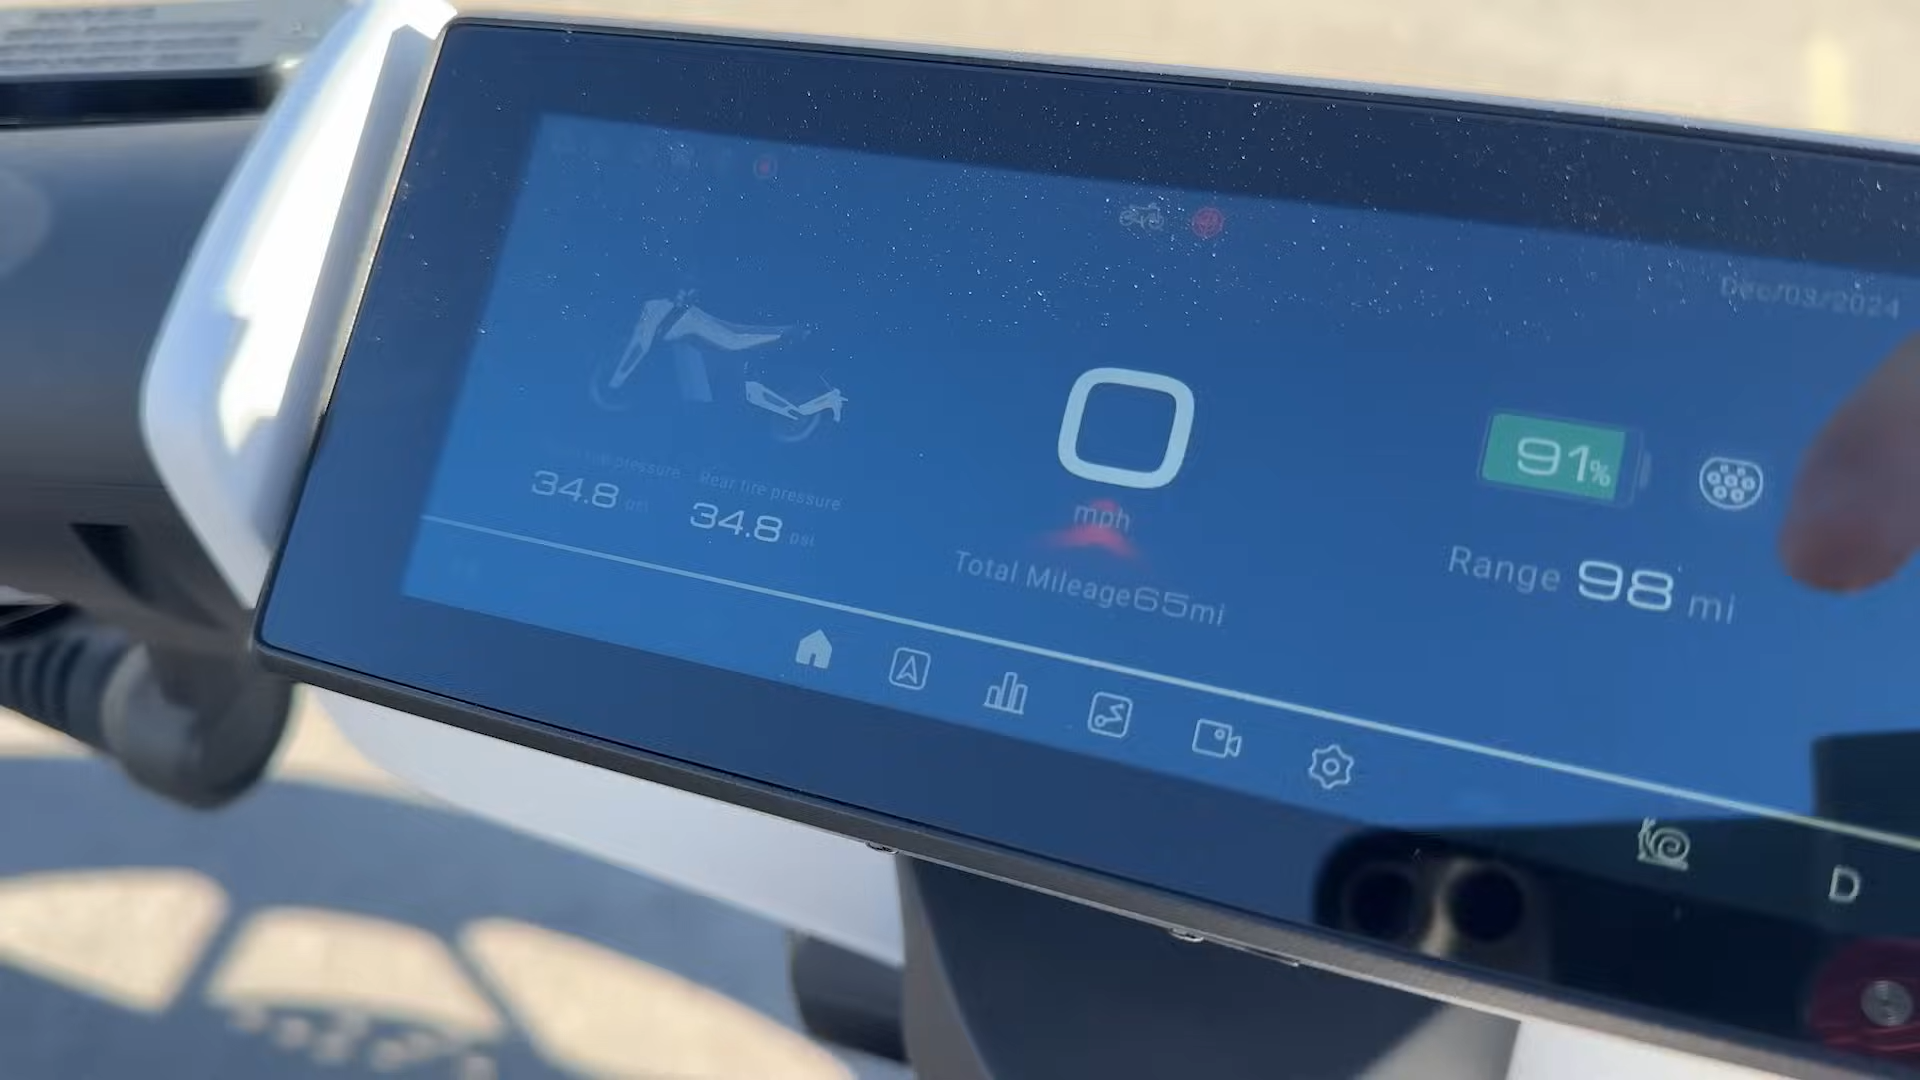 Dec/03/2024
0
mph
Total Mileage65mi
tire pressure
34.8 psi
Rear tire pressure
34.8 psi
91%
Range 98 mi
D